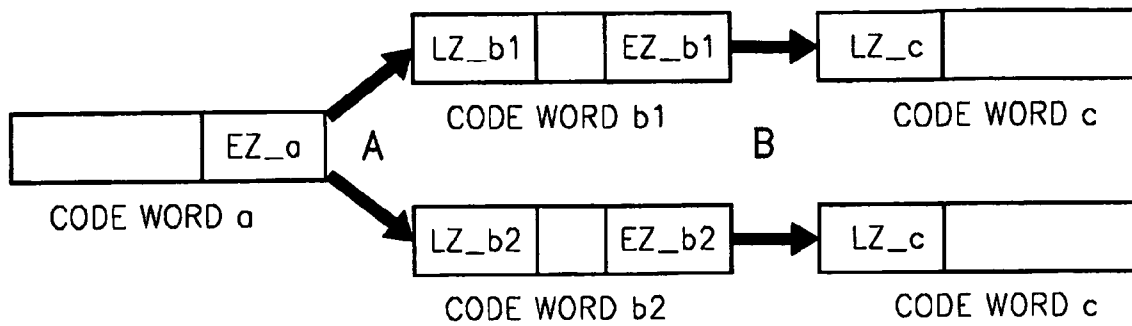 LZ_b1 EZ_b1 LZ_c
CODE WORD b1 CODE WORD c
EZ_a A B
CODE WORD a
LZ_b2 EZ_b2 LZ_c
CODE WORD b2 CODE WORD c